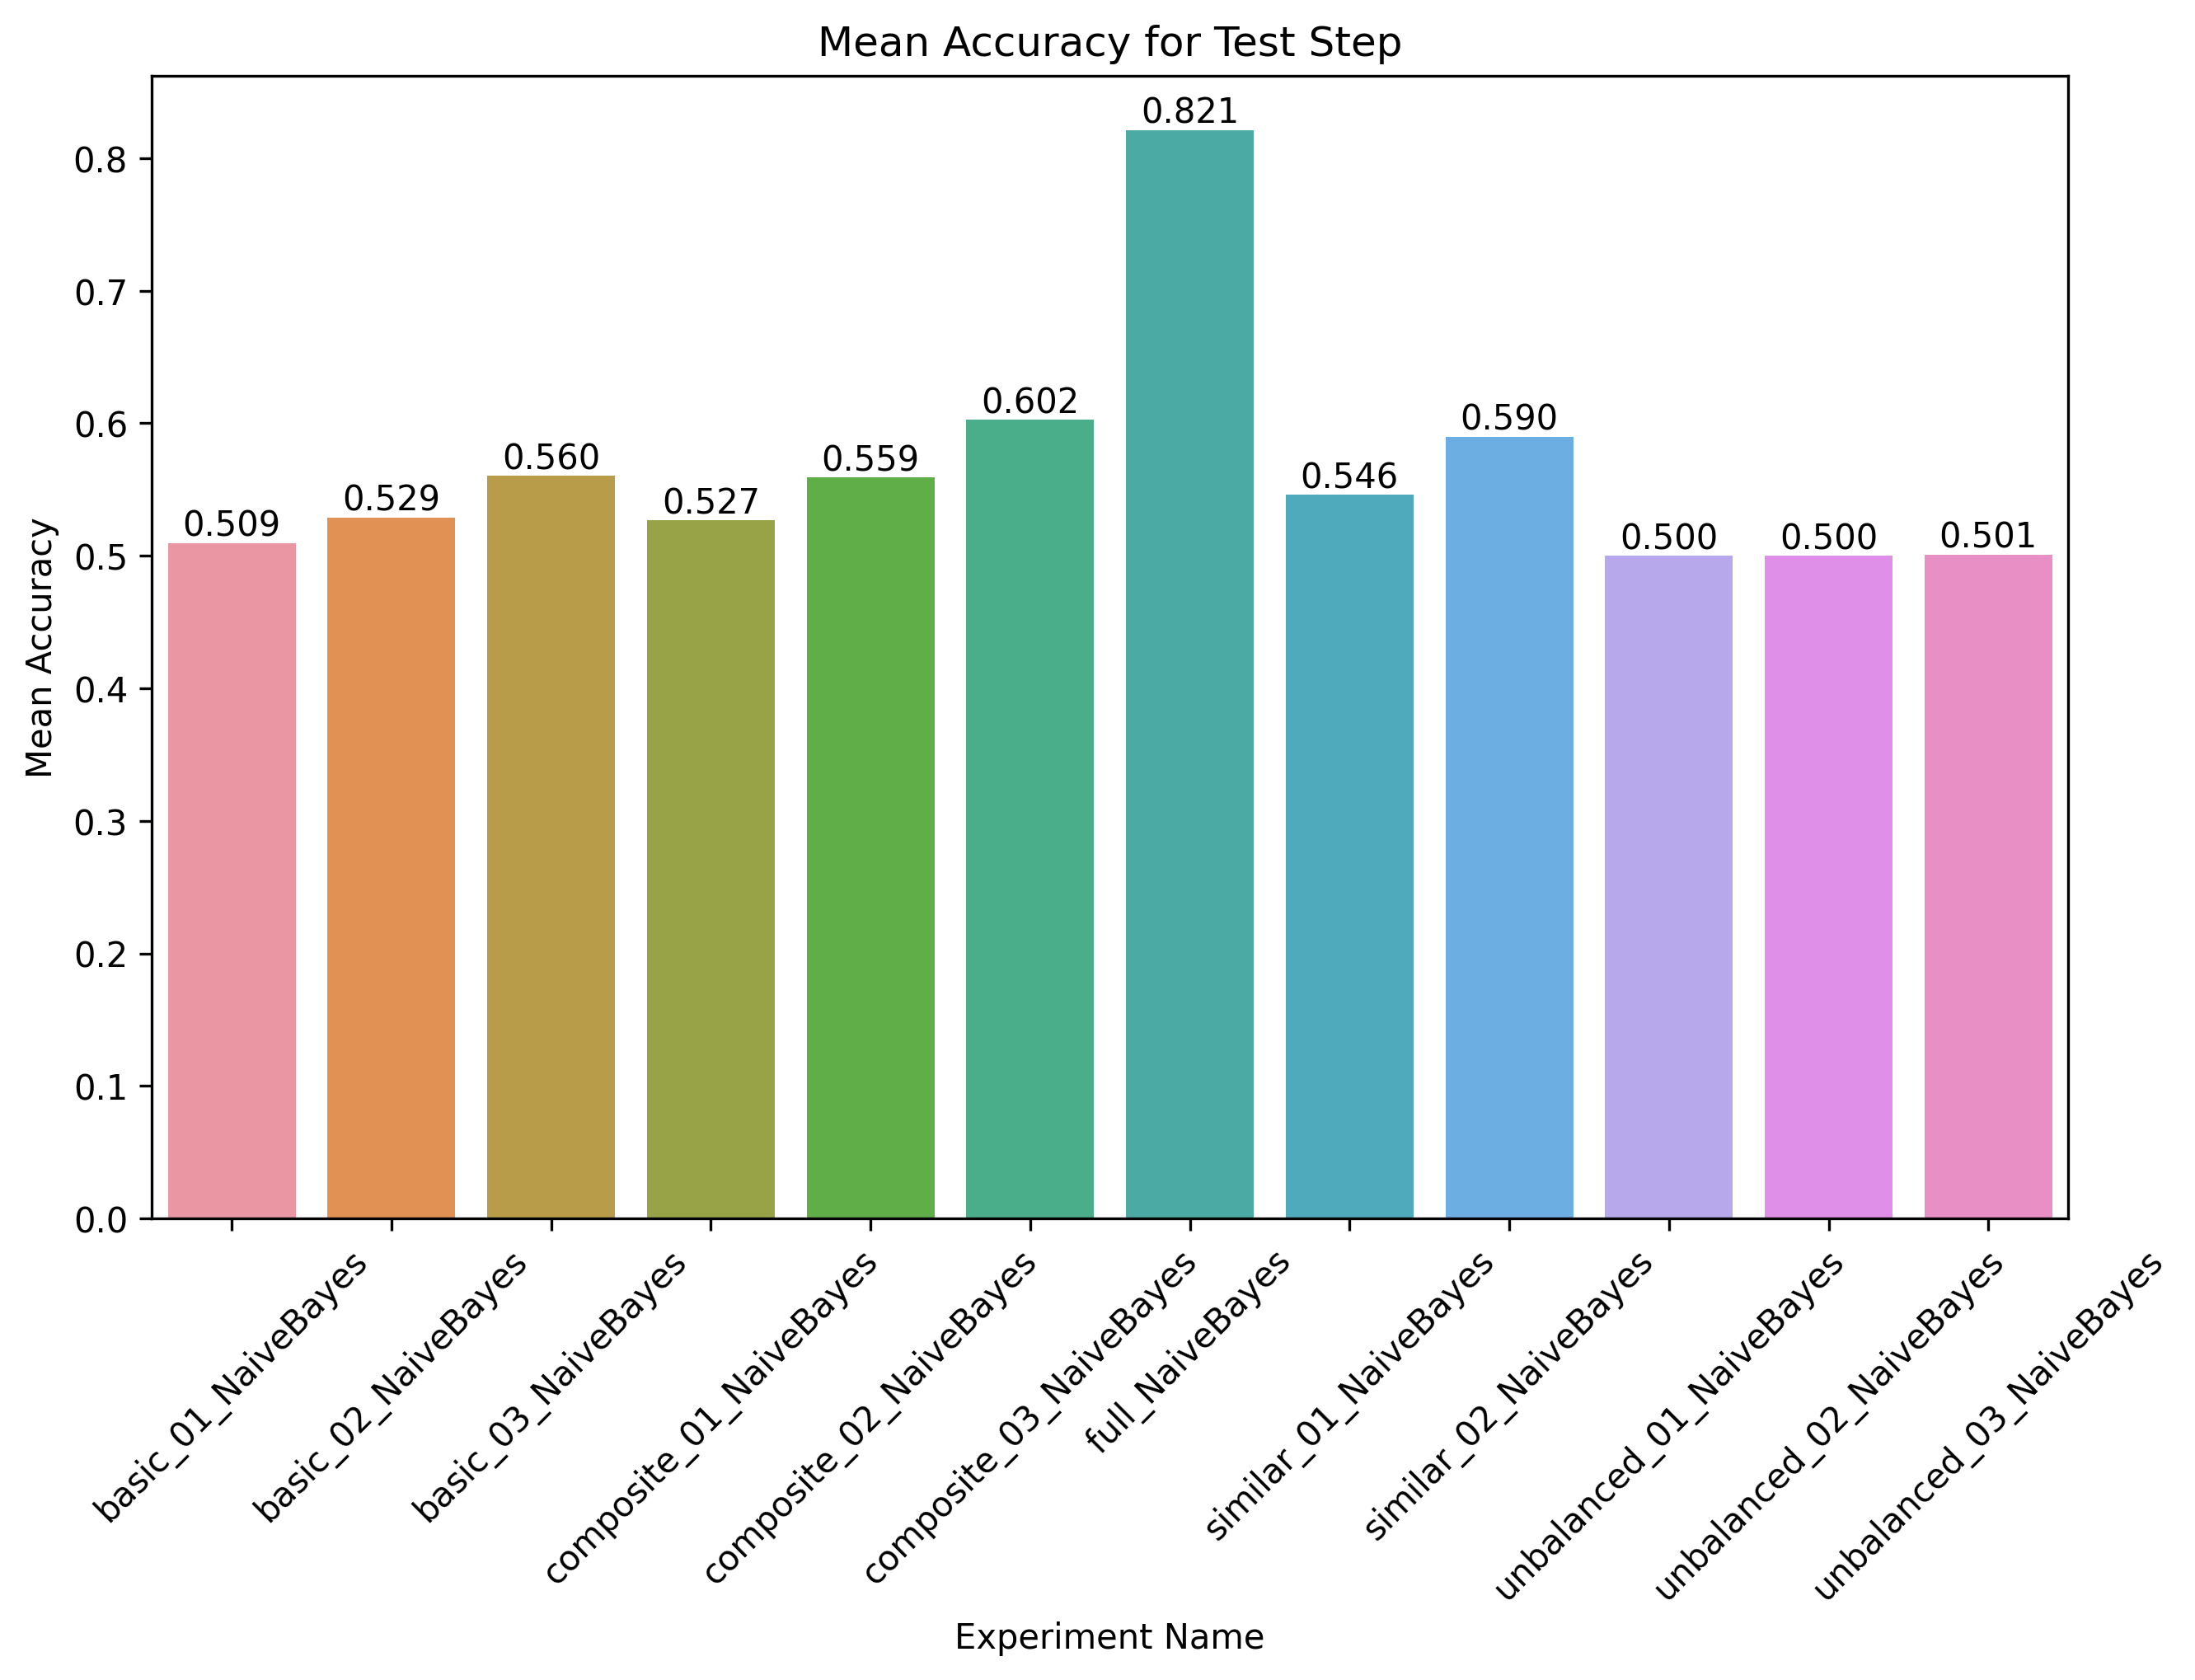 Mean Accuracy for Test Step
0.821
0.8
0.7
0.602
0.590
0.6
0.560
0.559
0.546
0.529
0.527
0.509
0.500
0.500
0.501
0.5
Mean Accuracy
0.4
0.3
0.2
0.1
0.0
basic_01_NaiveBayes
basic_02_NaiveBayes
basic_03_NaiveBayes
composite_01_NaiveBayes
composite_02_NaiveBayes
composite_03_NaiveBayes
full_NaiveBayes
similar_01_NaiveBayes
similar_02_NaiveBayes
unbalanced_01_NaiveBayes
unbalanced_02_NaiveBayes
unbalanced_03_NaiveBayes
Experiment Name